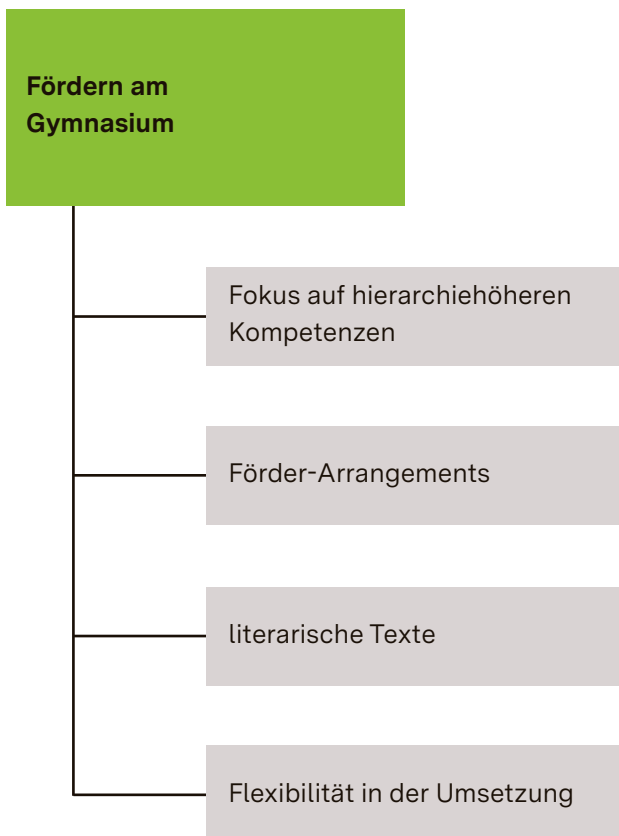 Fördern am
Gymnasium
Fokus auf hierarchiehöheren
Kompetenzen
Förder-Arrangements
literarische Texte
Flexibilität in der Umsetzung